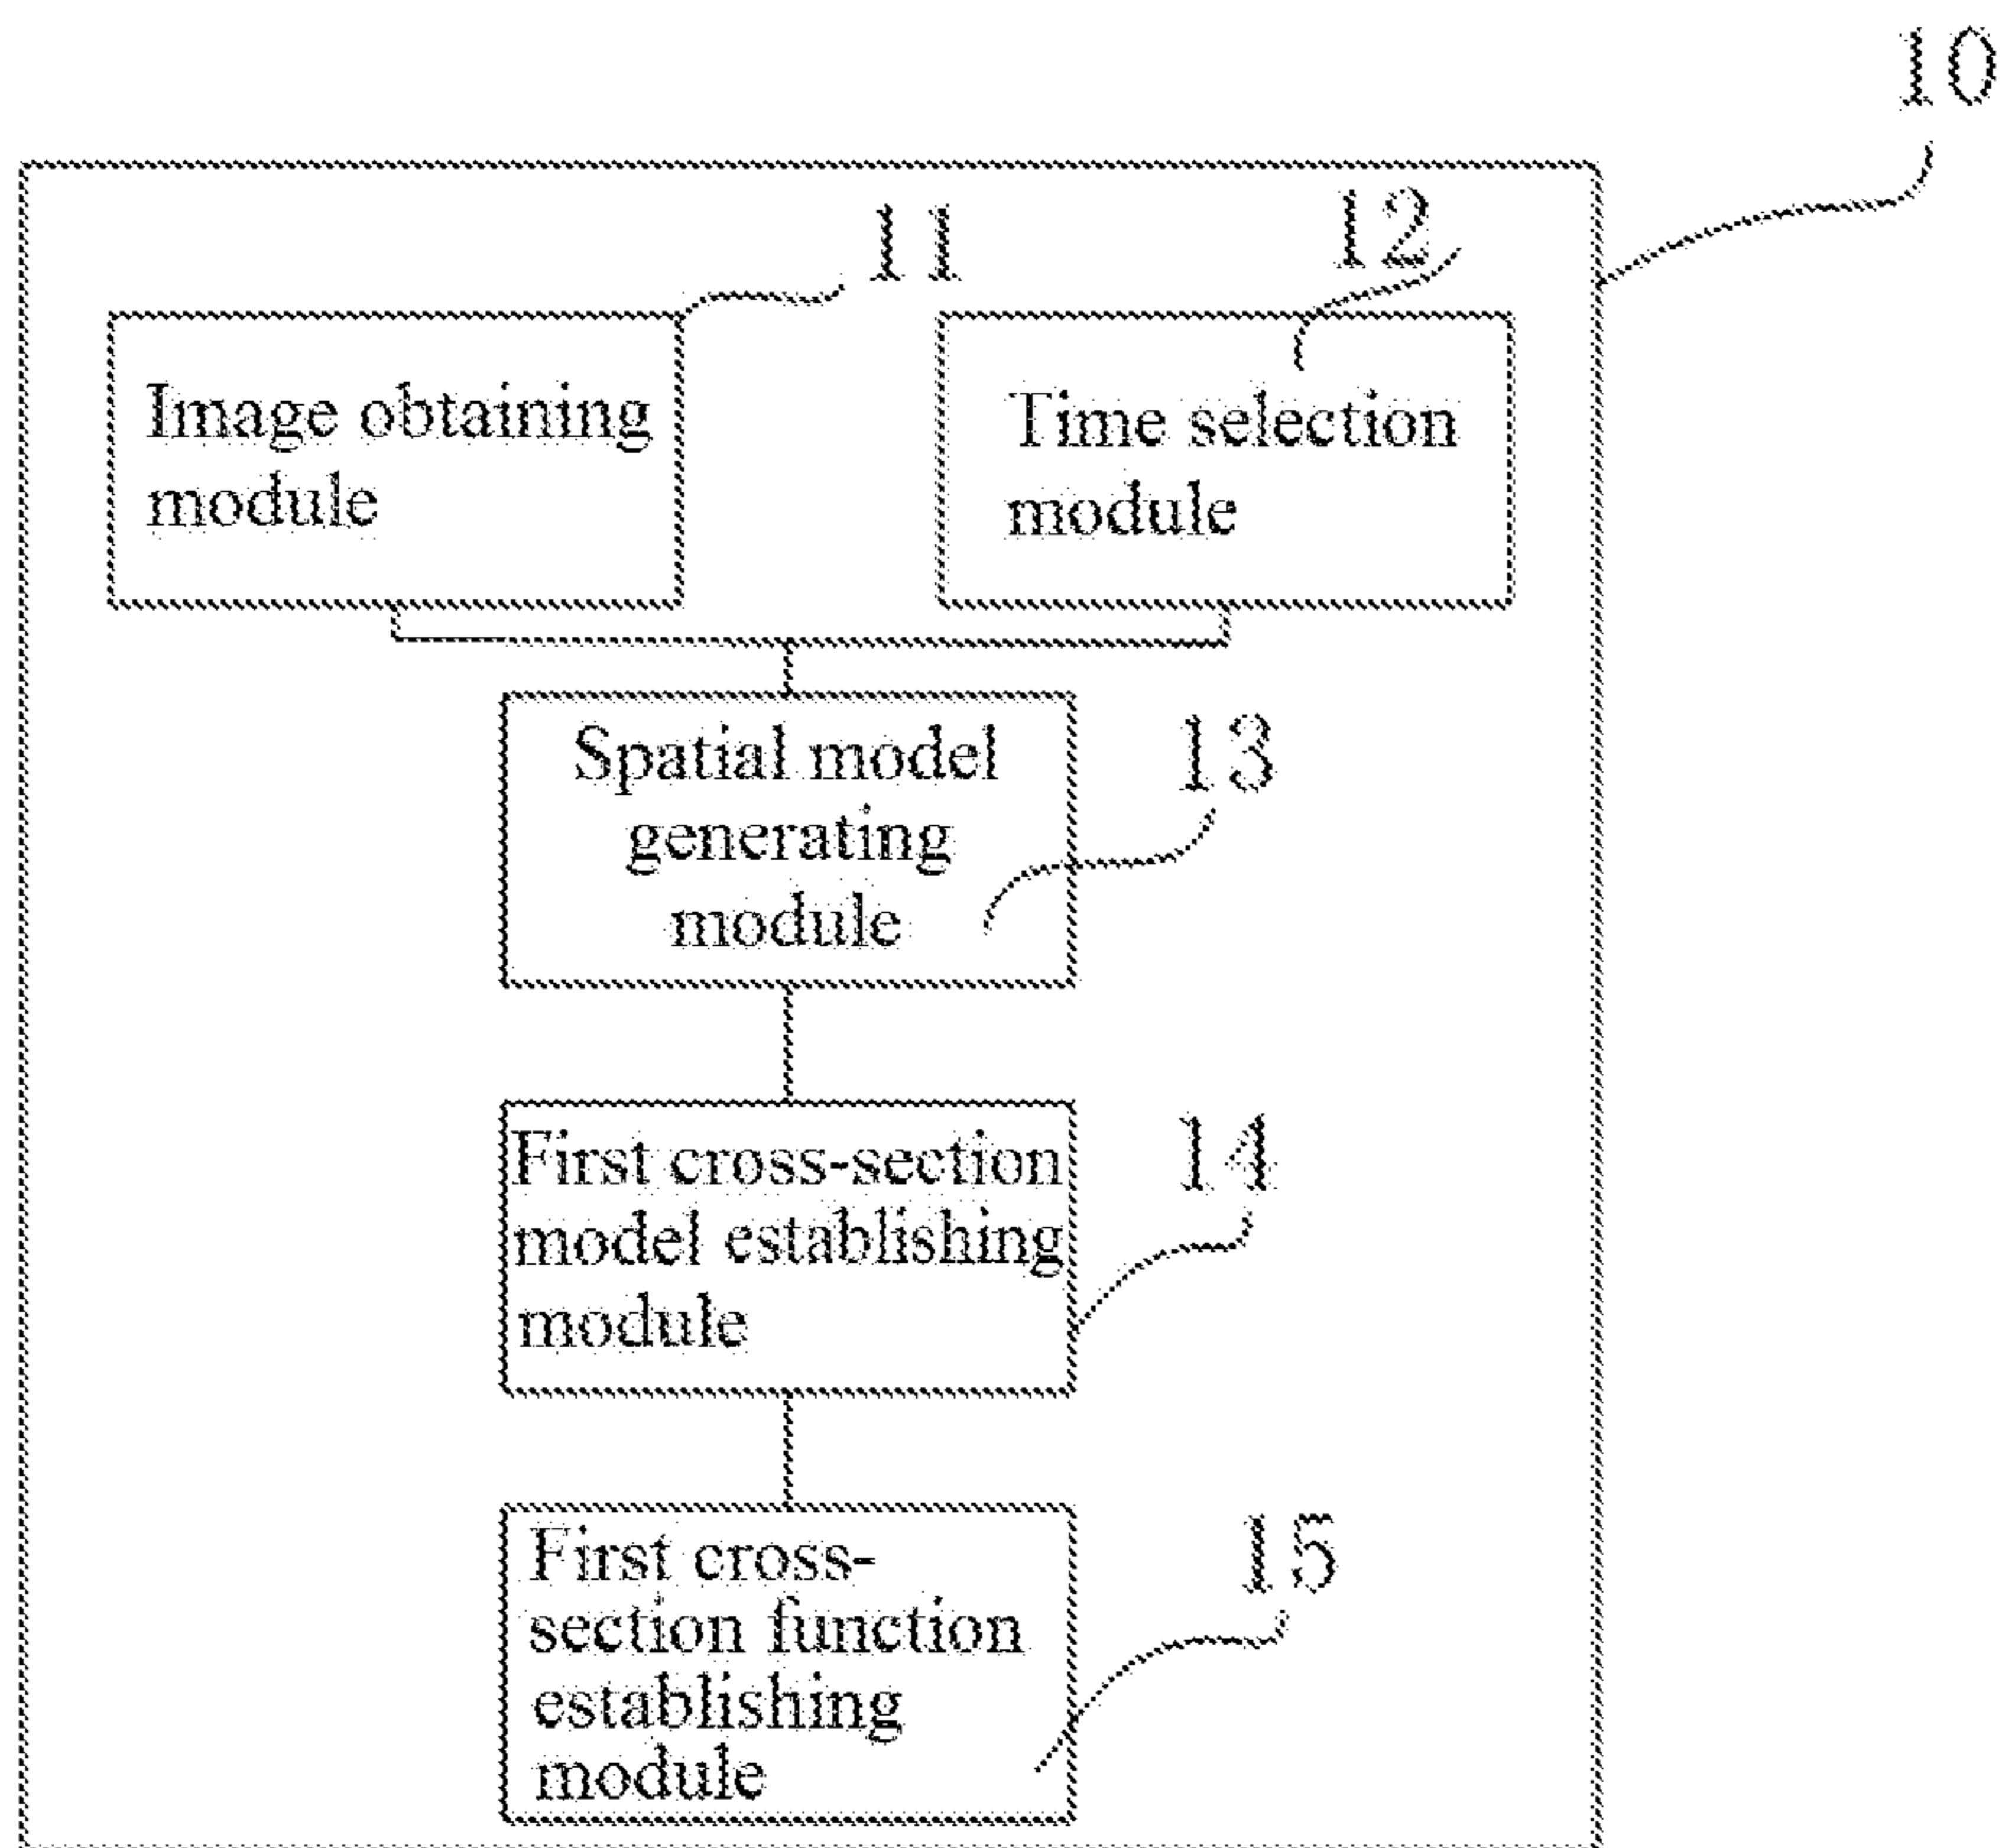 10
11
12
Image obtaining
module
Time selection
module
Spatial model
generating
module
13
First cross-section
model establishing
module
14
First cross-
section function
establishing
module
15